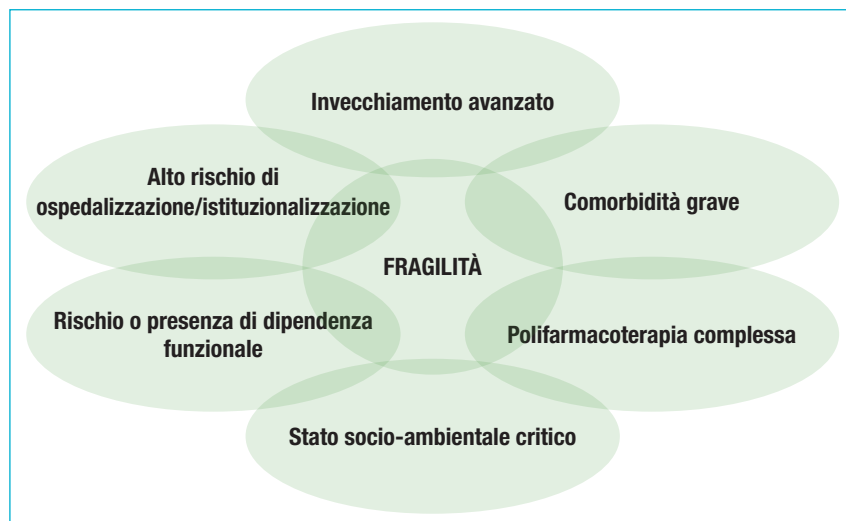 Invecchiamento avanzato
Alto rischio di
ospedalizzazione/istituzionalizzazione
Comorbidità grave
FRAGILITÀ
Rischio o presenza di dipendenza
funzionale
Polifarmacoterapia complessa
Stato socio-ambientale critico